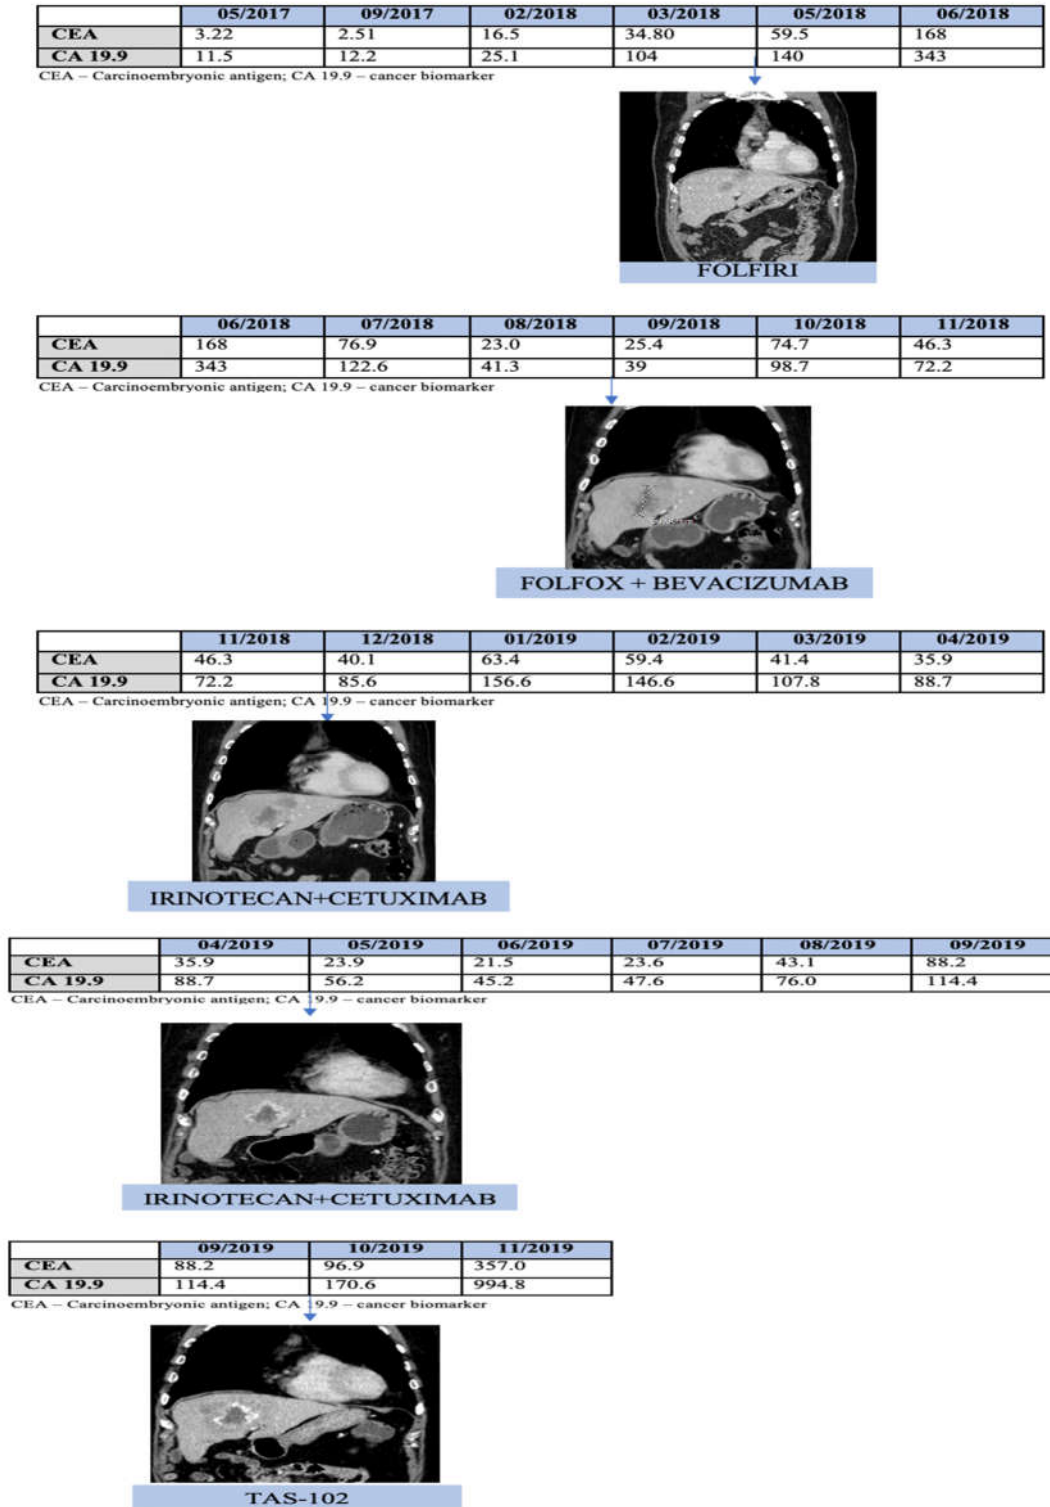 05/2017 09/2017 02/2018 03/2018 05/2018 06/2018
CEA 3.22 2.51 16.5 34.80 59.5 168
CA 19.9 11.5 12.2 25.1 104 140 343
CEA – Carcinoembryonic antigen; CA 19.9 – cancer biomarker
FOLFIRI
06/2018 07/2018 08/2018 09/2018 10/2018 11/2018
CEA 168 76.9 23.0 25.4 74.7 46.3
CA 19.9 343 122.6 41.3 39 98.7 72.2
CEA – Carcinoembryonic antigen; CA 19.9 – cancer biomarker
FOLFOX + BEVACIZUMAB
11/2018 12/2018 01/2019 02/2019 03/2019 04/2019
CEA 46.3 40.1 63.4 59.4 41.4 35.9
CA 19.9 72.2 85.6 156.6 146.6 107.8 88.7
CEA – Carcinoembryonic antigen; CA 19.9 – cancer biomarker
IRINOTECAN+CETUXIMAB
04/2019 05/2019 06/2019 07/2019 08/2019 09/2019
CEA 35.9 23.9 21.5 23.6 43.1 88.2
CA 19.9 88.7 56.2 45.2 47.6 76.0 114.4
CEA – Carcinoembryonic antigen; CA 19.9 – cancer biomarker
IRINOTECAN+CETUXIMAB
09/2019 10/2019 11/2019
CEA 88.2 96.9 357.0
CA 19.9 114.4 170.6 994.8
CEA – Carcinoembryonic antigen; CA 19.9 – cancer biomarker
TAS-102